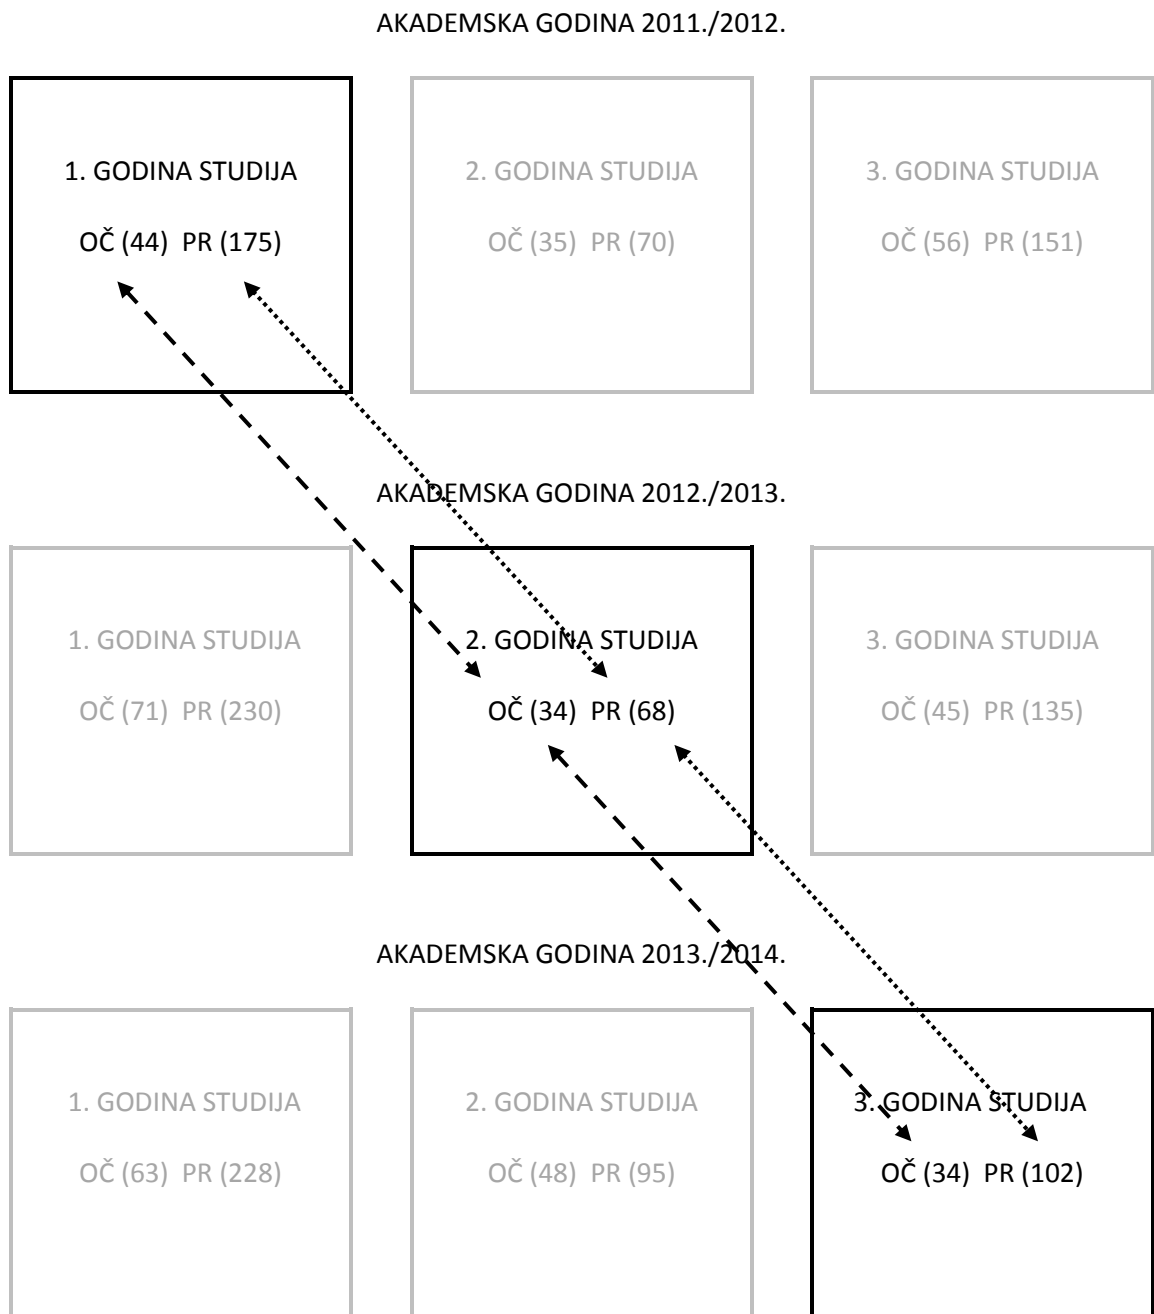 AKADEMSKA GODINA 2011./2012.
1. GODINA STUDIJA 2. GODINA STUDIJA 3. GODINA STUDIJA
OČ (44) PR (175) OČ (35) PR (70) OČ (56) PR (151)
AKADEMSKA GODINA 2012./2013.
1. GODINA STUDIJA 2. GODINA STUDIJA 3. GODINA STUDIJA
OČ (71) PR (230) OČ (34) PR (68) OČ (45) PR (135)
AKADEMSKA GODINA 2013./2014.
1. GODINA STUDIJA 2. GODINA STUDIJA 3. GODINA STUDIJA
OČ (63) PR (228) OČ (48) PR (95) OČ (34) PR (102)